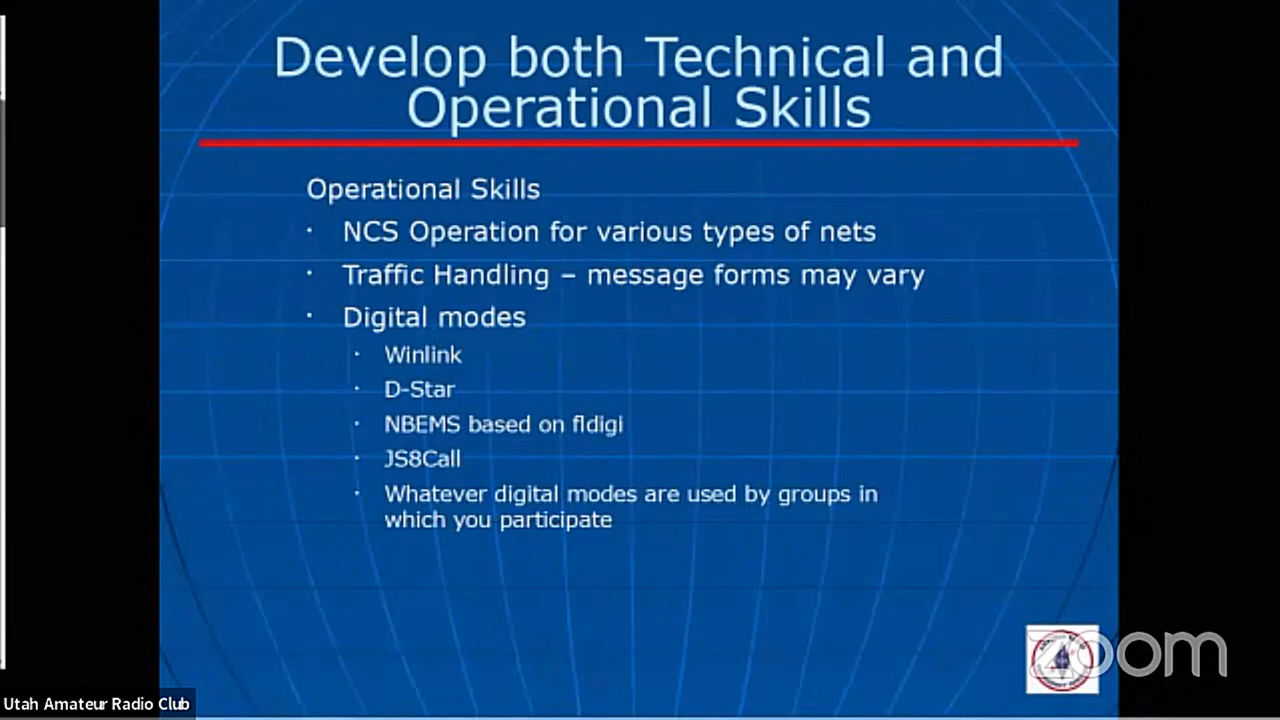 Develop both Technical and
Operational Skills
Operational Skills
· NCS Operation for various types of nets
· Traffic Handling – message forms may vary
· Digital modes
· Winlink
· D-Star
· NBEMS based on fldigi
· JS8Call
· Whatever digital modes are used by groups in
which you participate
zoom
Utah Amateur Radio Club